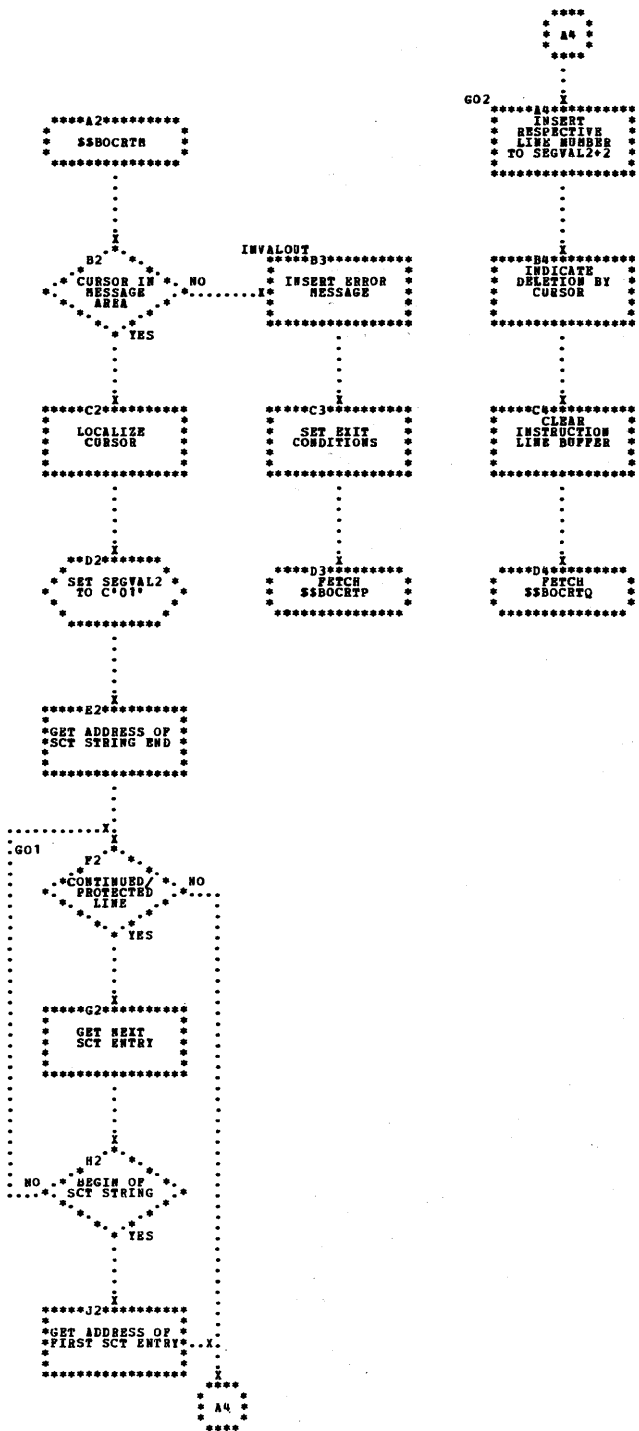 A2
$$BOCRTM
B2
CURSOR IN
MESSAGE
AREA
NO
YES
C2
LOCALIZE
CURSOR
D2
SET SEGVAL2
TO C'01'
E2
GET ADDRESS OF
SCT STRING END
GO1
F2
CONTINUED/
PROTECTED
LINE
NO
YES
G2
GET NEXT
SCT ENTRY
H2
NO
BEGIN OF
SCT STRING
YES
J2
GET ADDRESS OF
FIRST SCT ENTRY
A4
INVALOUT
B3
INSERT ERROR
MESSAGE
C3
SET EXIT
CONDITIONS
D3
FETCH
$$BOCRTP
A4
GO2
A4
INSERT
RESPECTIVE
LINE NUMBER
TO SEGVAL2+2
B4
INDICATE
DELETION BY
CURSOR
C4
CLEAR
INSTRUCTION
LINE BUFFER
D4
FETCH
$$BOCRTQ